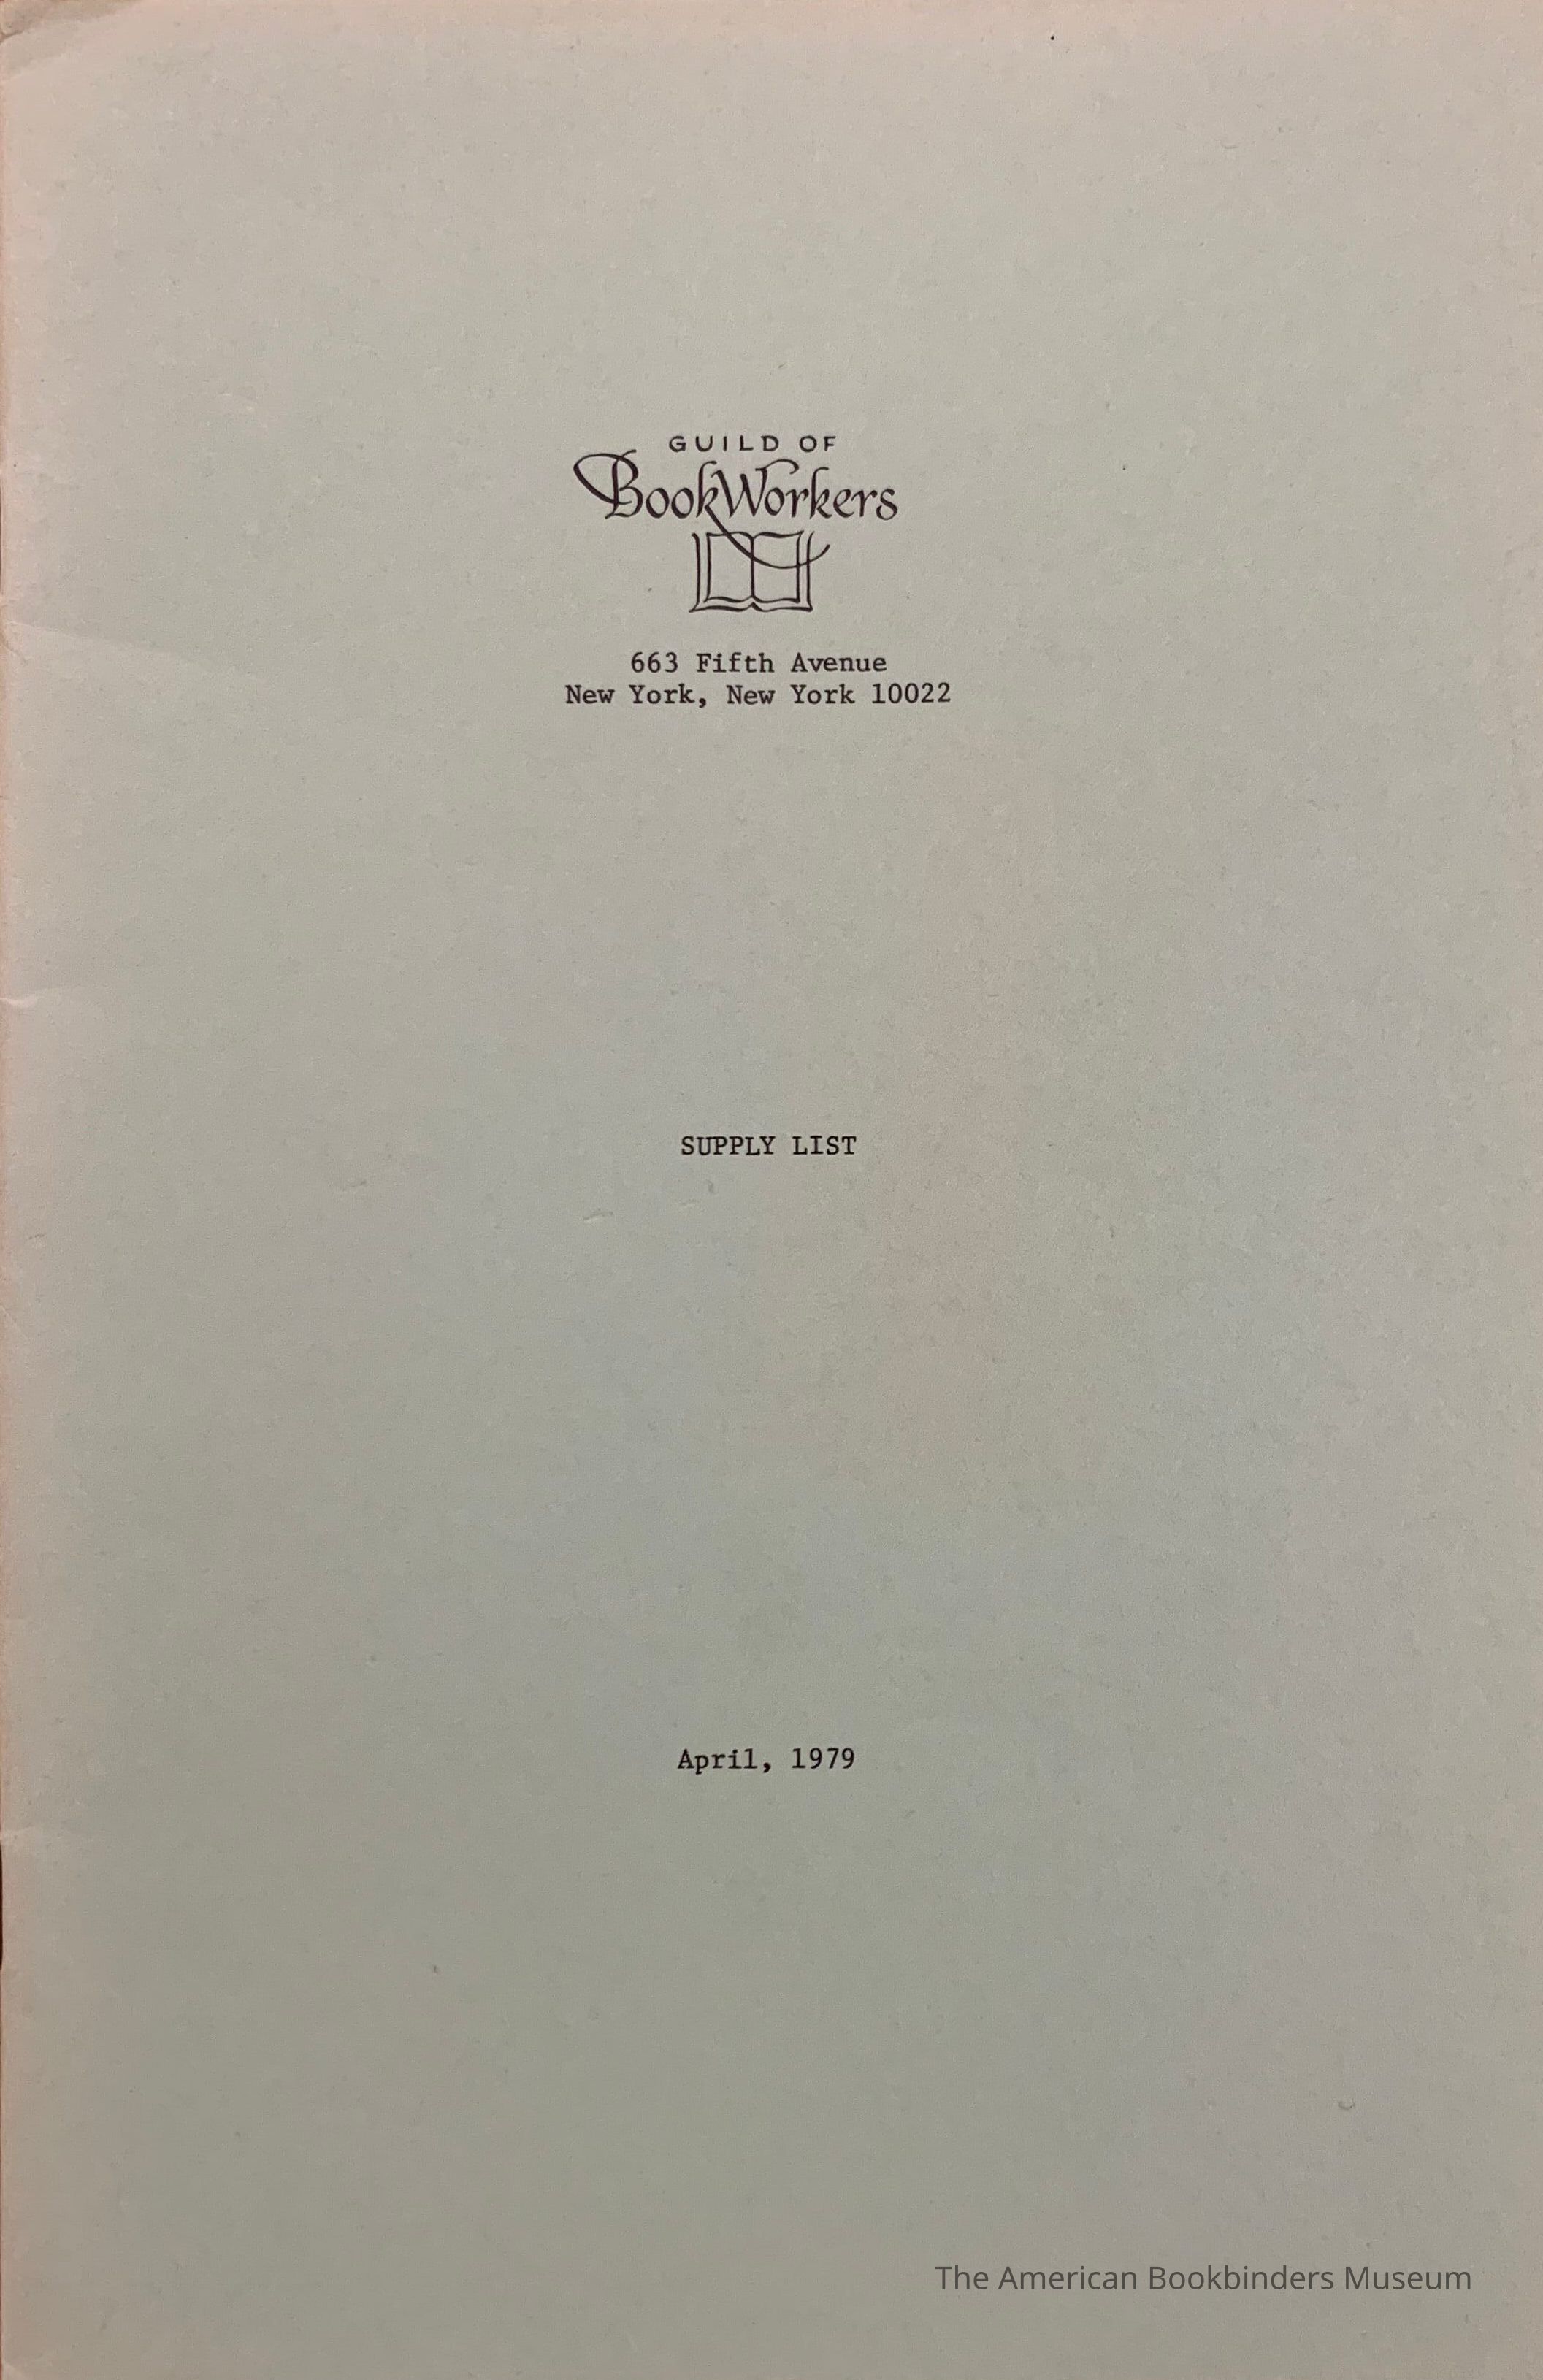 GUILD OF
BookWorkers
663 Fifth Avenue
New York, New York 10022
SUPPLY LIST
April, 1979
The American Bookbinders Museum